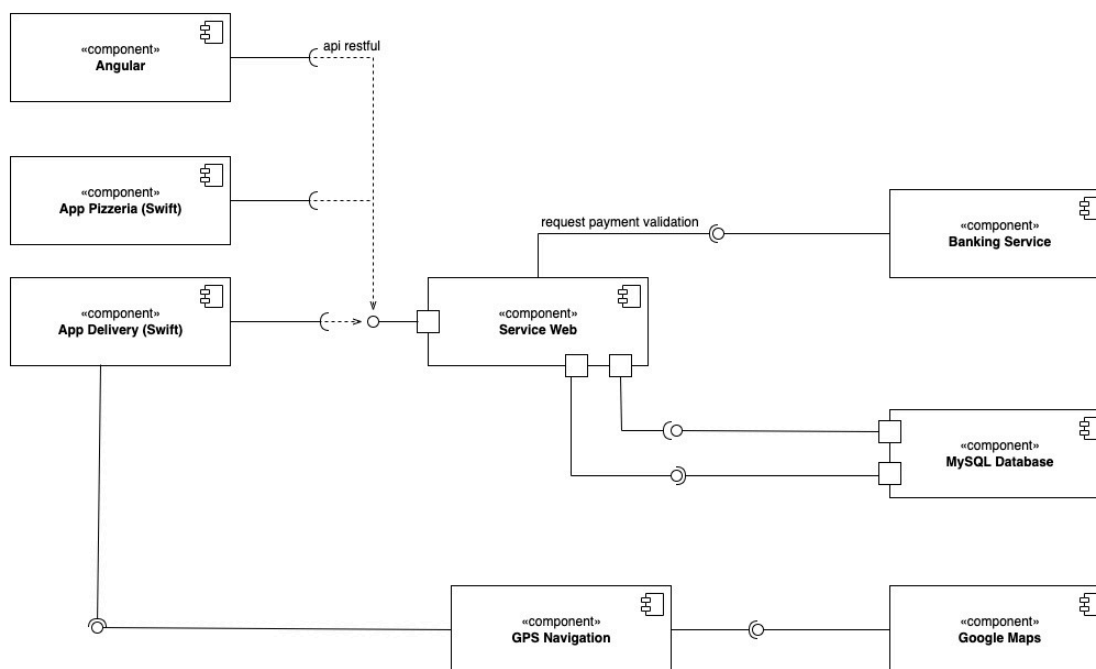 «component»
Angular
api restful
«component»
App Pizzeria (Swift)
«component»
App Delivery (Swift)
request payment validation
«component»
Banking Service
«component»
Service Web
«component»
MySQL Database
«component»
GPS Navigation
«component»
Google Maps